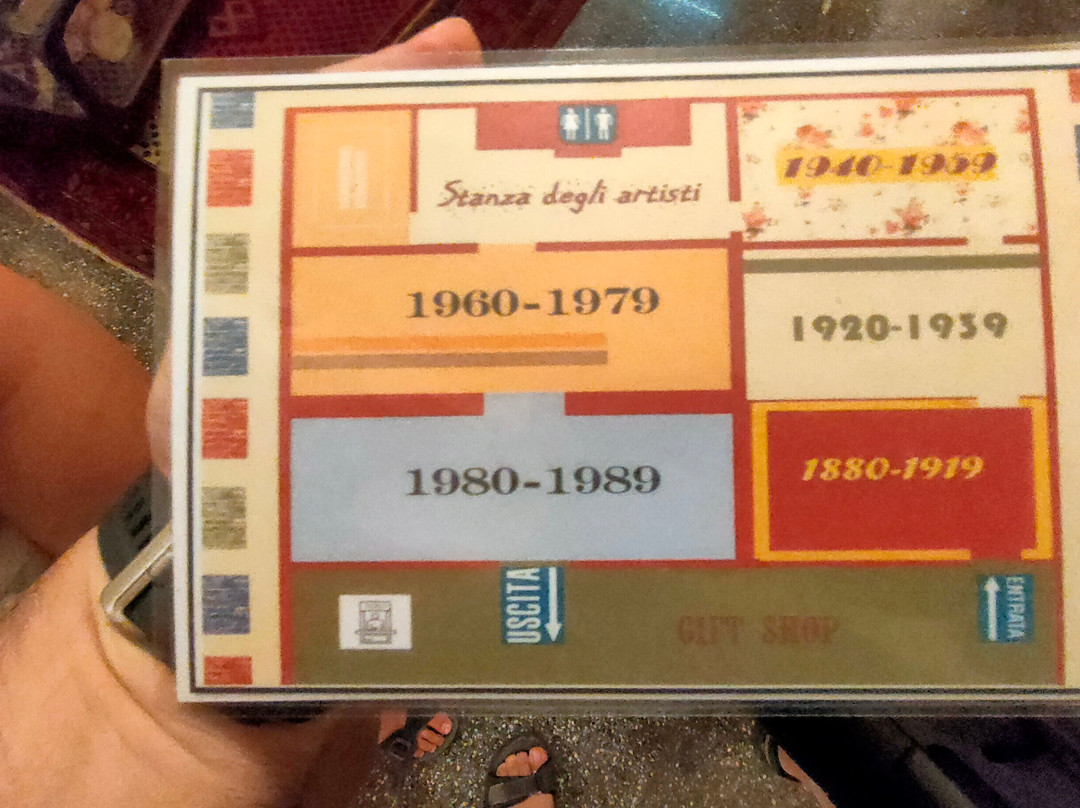 Stanza degli artisti
1940-1959
1960-1979
1920-1939
1980-1989
1880-1919
USCITA
GIFT SHOP
ENTRATA